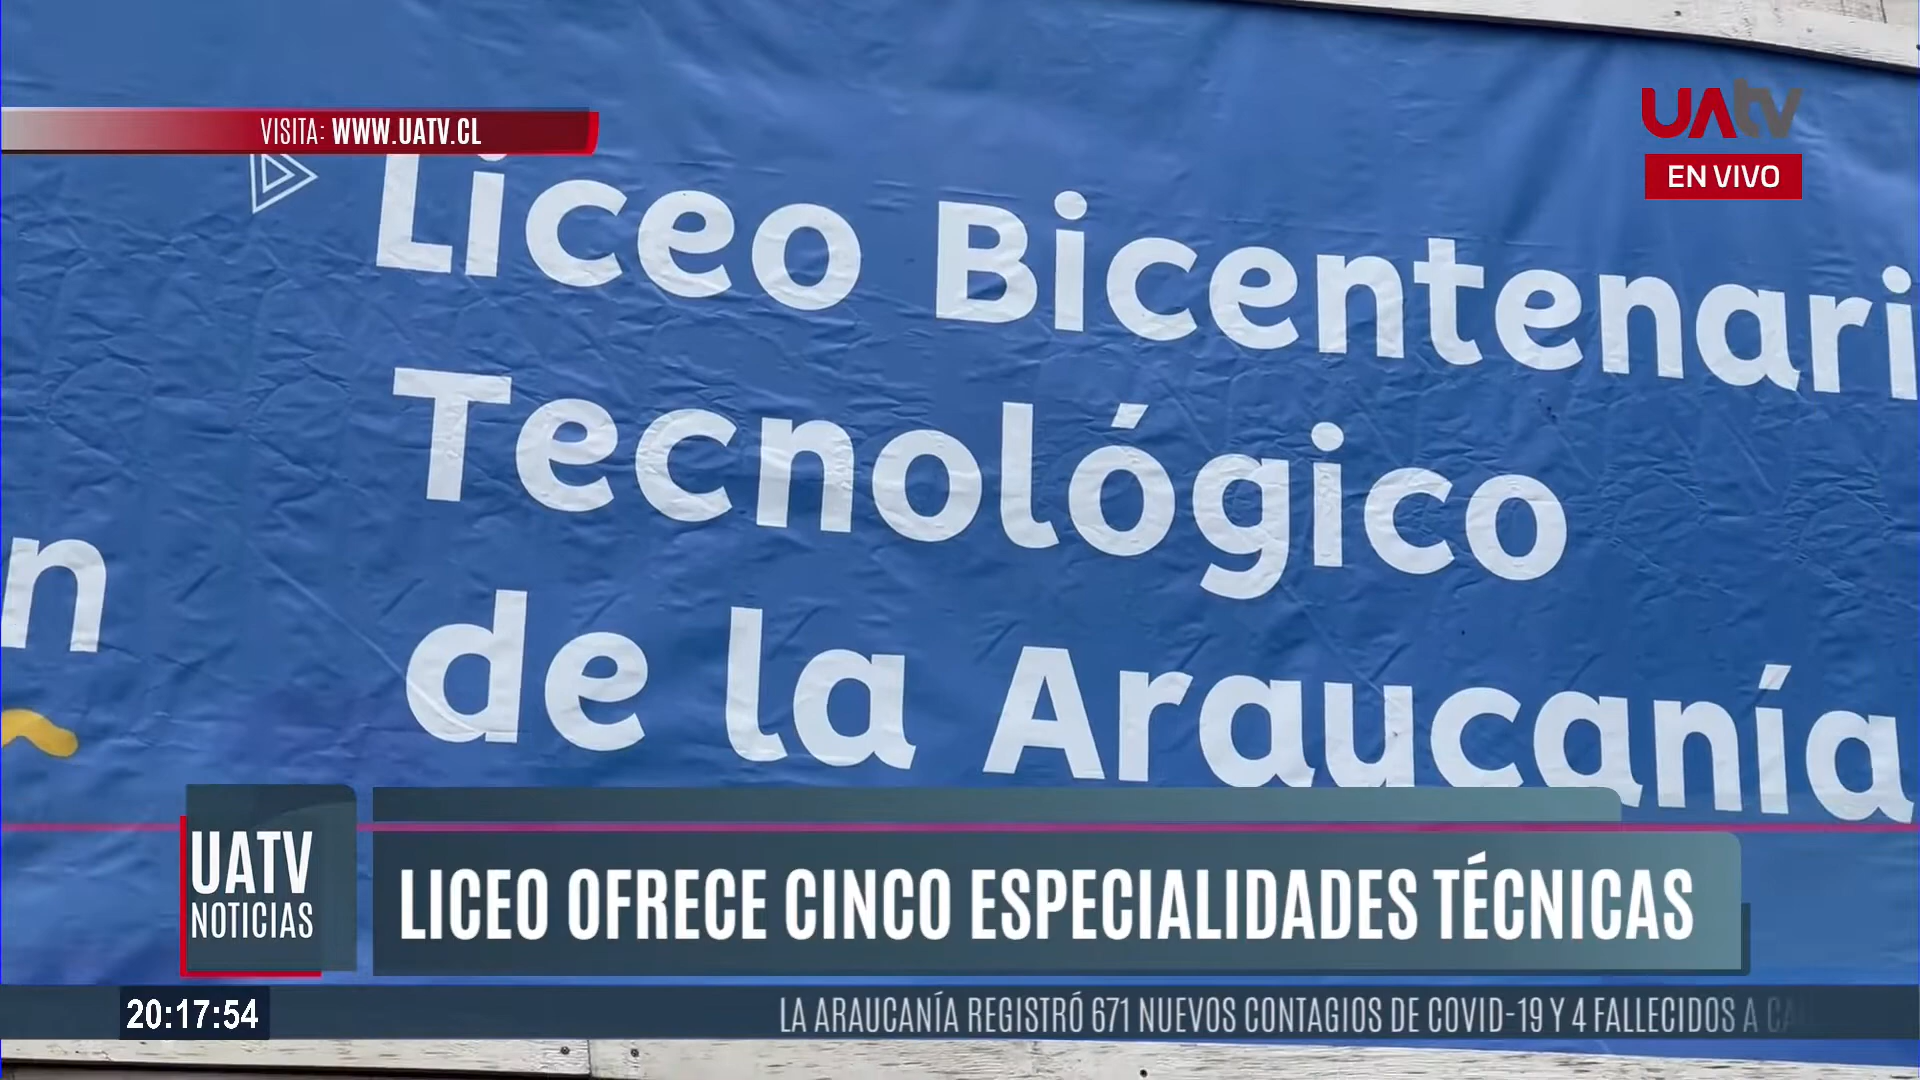 VISITA: WWW.UATV.CL
UAtv
EN VIVO
Liceo Bicentenari
Tecnológico
de la Araucanía
n
UATV
NOTICIAS
LICEO OFRECE CINCO ESPECIALIDADES TÉCNICAS
20:17:54
LA ARAUCANÍA REGISTRÓ 671 NUEVOS CONTAGIOS DE COVID-19 Y 4 FALLECIDOS A